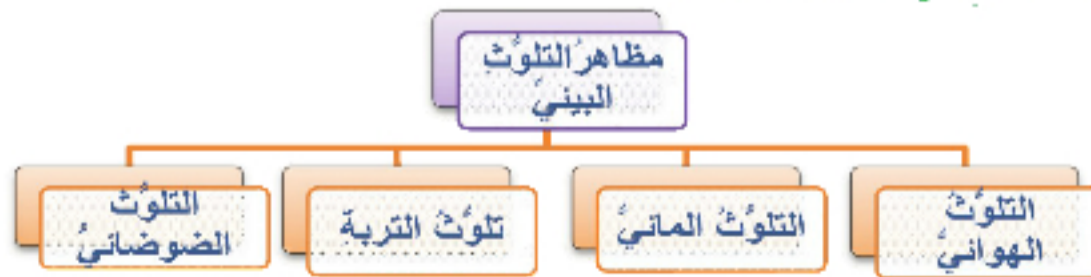 مظاهرُ التلوُّثِ
البيئيِّ
التلوُّثُ
الهوائيُّ
التلوُّثُ المائيُّ
تلوُّثُ التربةِ
التلوُّثُ
الضوضائيُّ